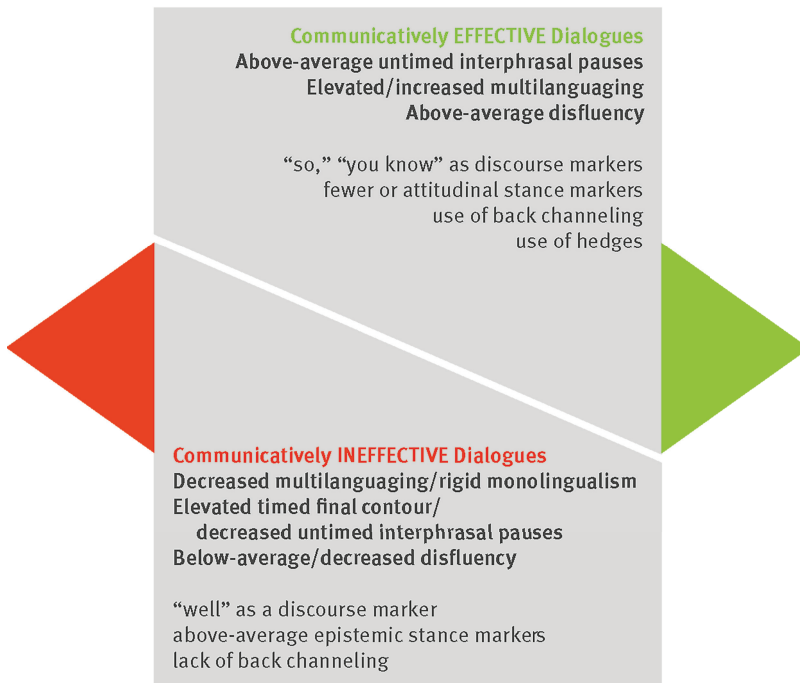 Communicatively EFFECTIVE Dialogues
Above-average untimed interphrasal pauses
Elevated/increased multilanguaging
Above-average disfluency
“so,” “you know” as discourse markers
fewer or attitudinal stance markers
use of back channeling
use of hedges
Communicatively INEFFECTIVE Dialogues
Decreased multilanguaging/rigid monolingualism
Elevated timed final contour/
decreased untimed interphrasal pauses
Below-average/decreased disfluency
“well” as a discourse marker
above-average epistemic stance markers
lack of back channeling